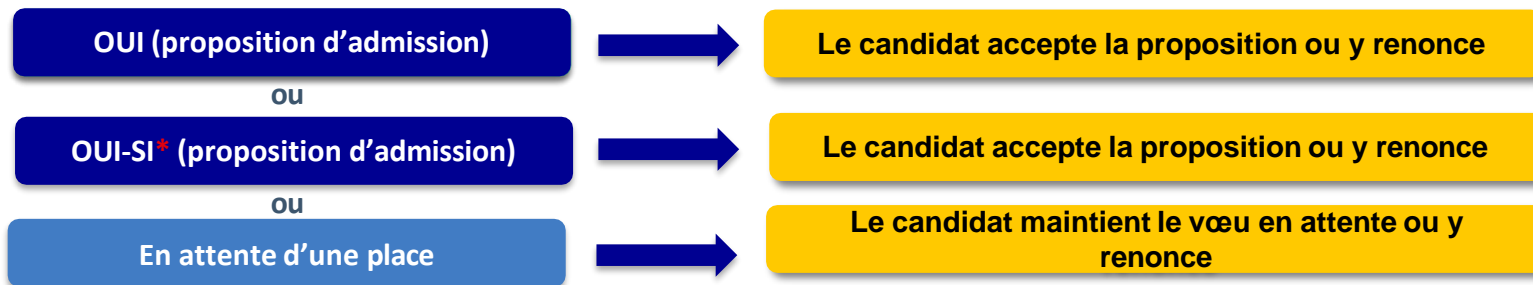 OUI (proposition d’admission)
Le candidat accepte la proposition ou y renonce
ou
OUI-SI* (proposition d’admission)
Le candidat accepte la proposition ou y renonce
ou
En attente d’une place
Le candidat maintient le vœu en attente ou y
renonce